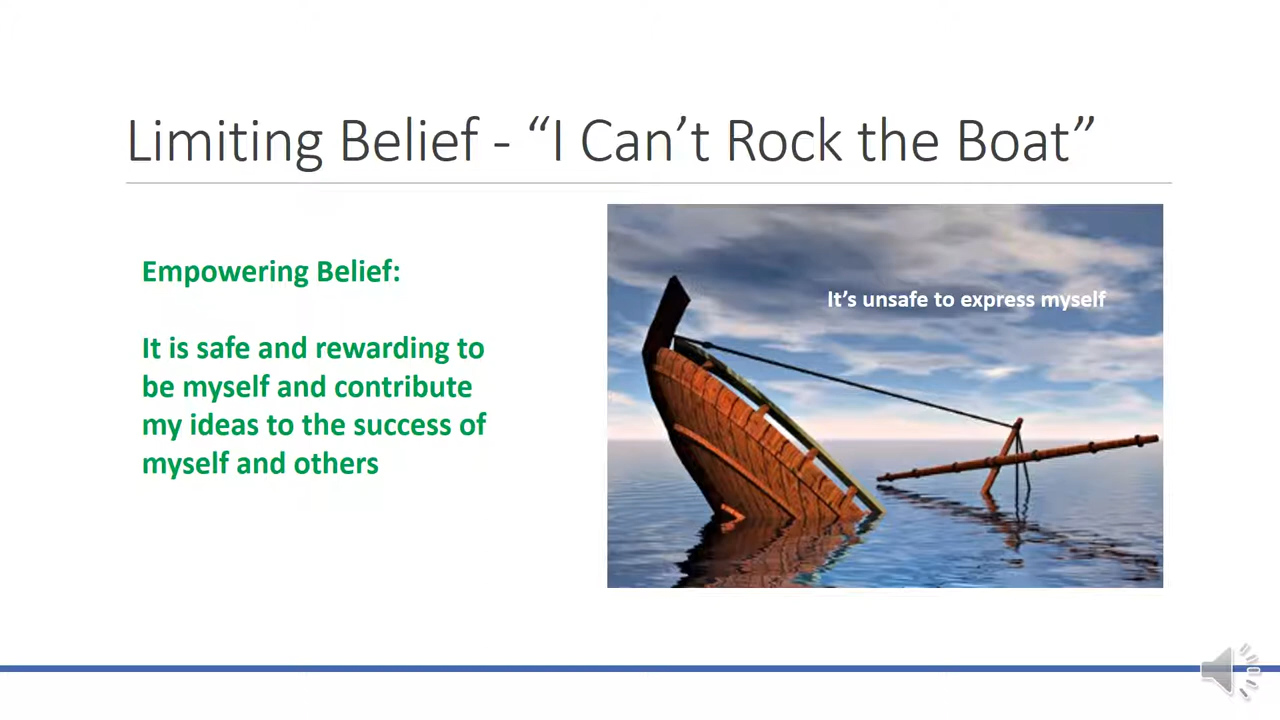 Limiting Belief - “I Can’t Rock the Boat”
Empowering Belief:
It is safe and rewarding to
be myself and contribute
my ideas to the success of
myself and others
It’s unsafe to express myself